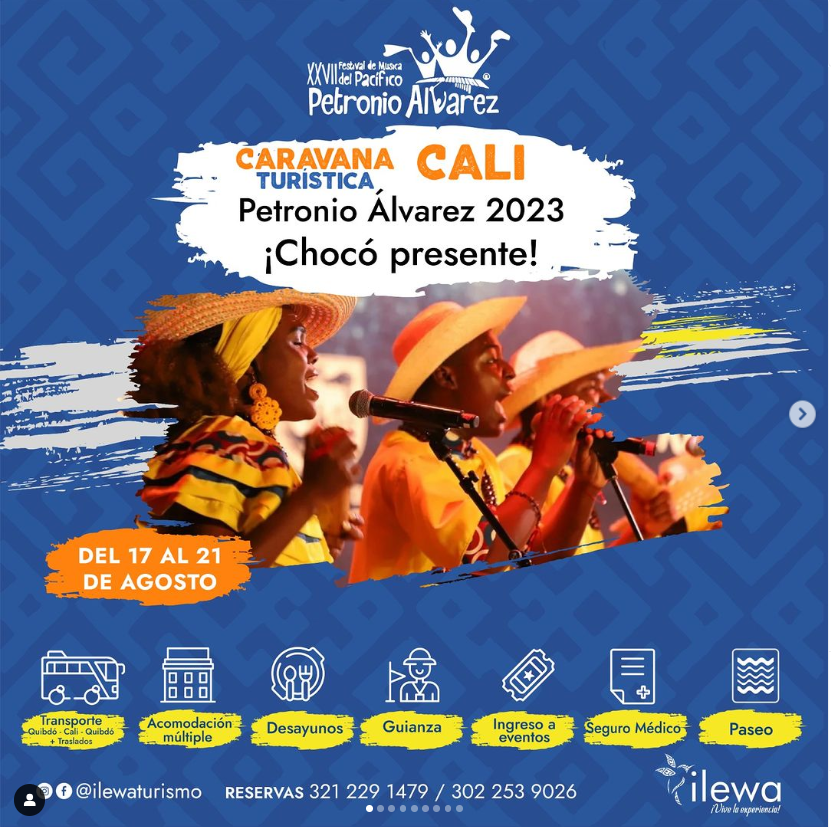 XXVII Festival de Música
del Pacífico
Petronio Alvarez
CARAVANA
TURÍSTICA
CALI
Petronio Álvarez 2023
¡Chocó presente!
DEL 17 AL 21
DE AGOSTO
Transporte
Quibdó - Cali - Quibdó
+ Traslados
Acomodación
múltiple
Desayunos
Guianza
Ingreso a
eventos
Seguro Médico
Paseo
@ilewaturismo
RESERVAS 321 229 1479 / 302 253 9026
ilewa
¡Vive la experiencia!